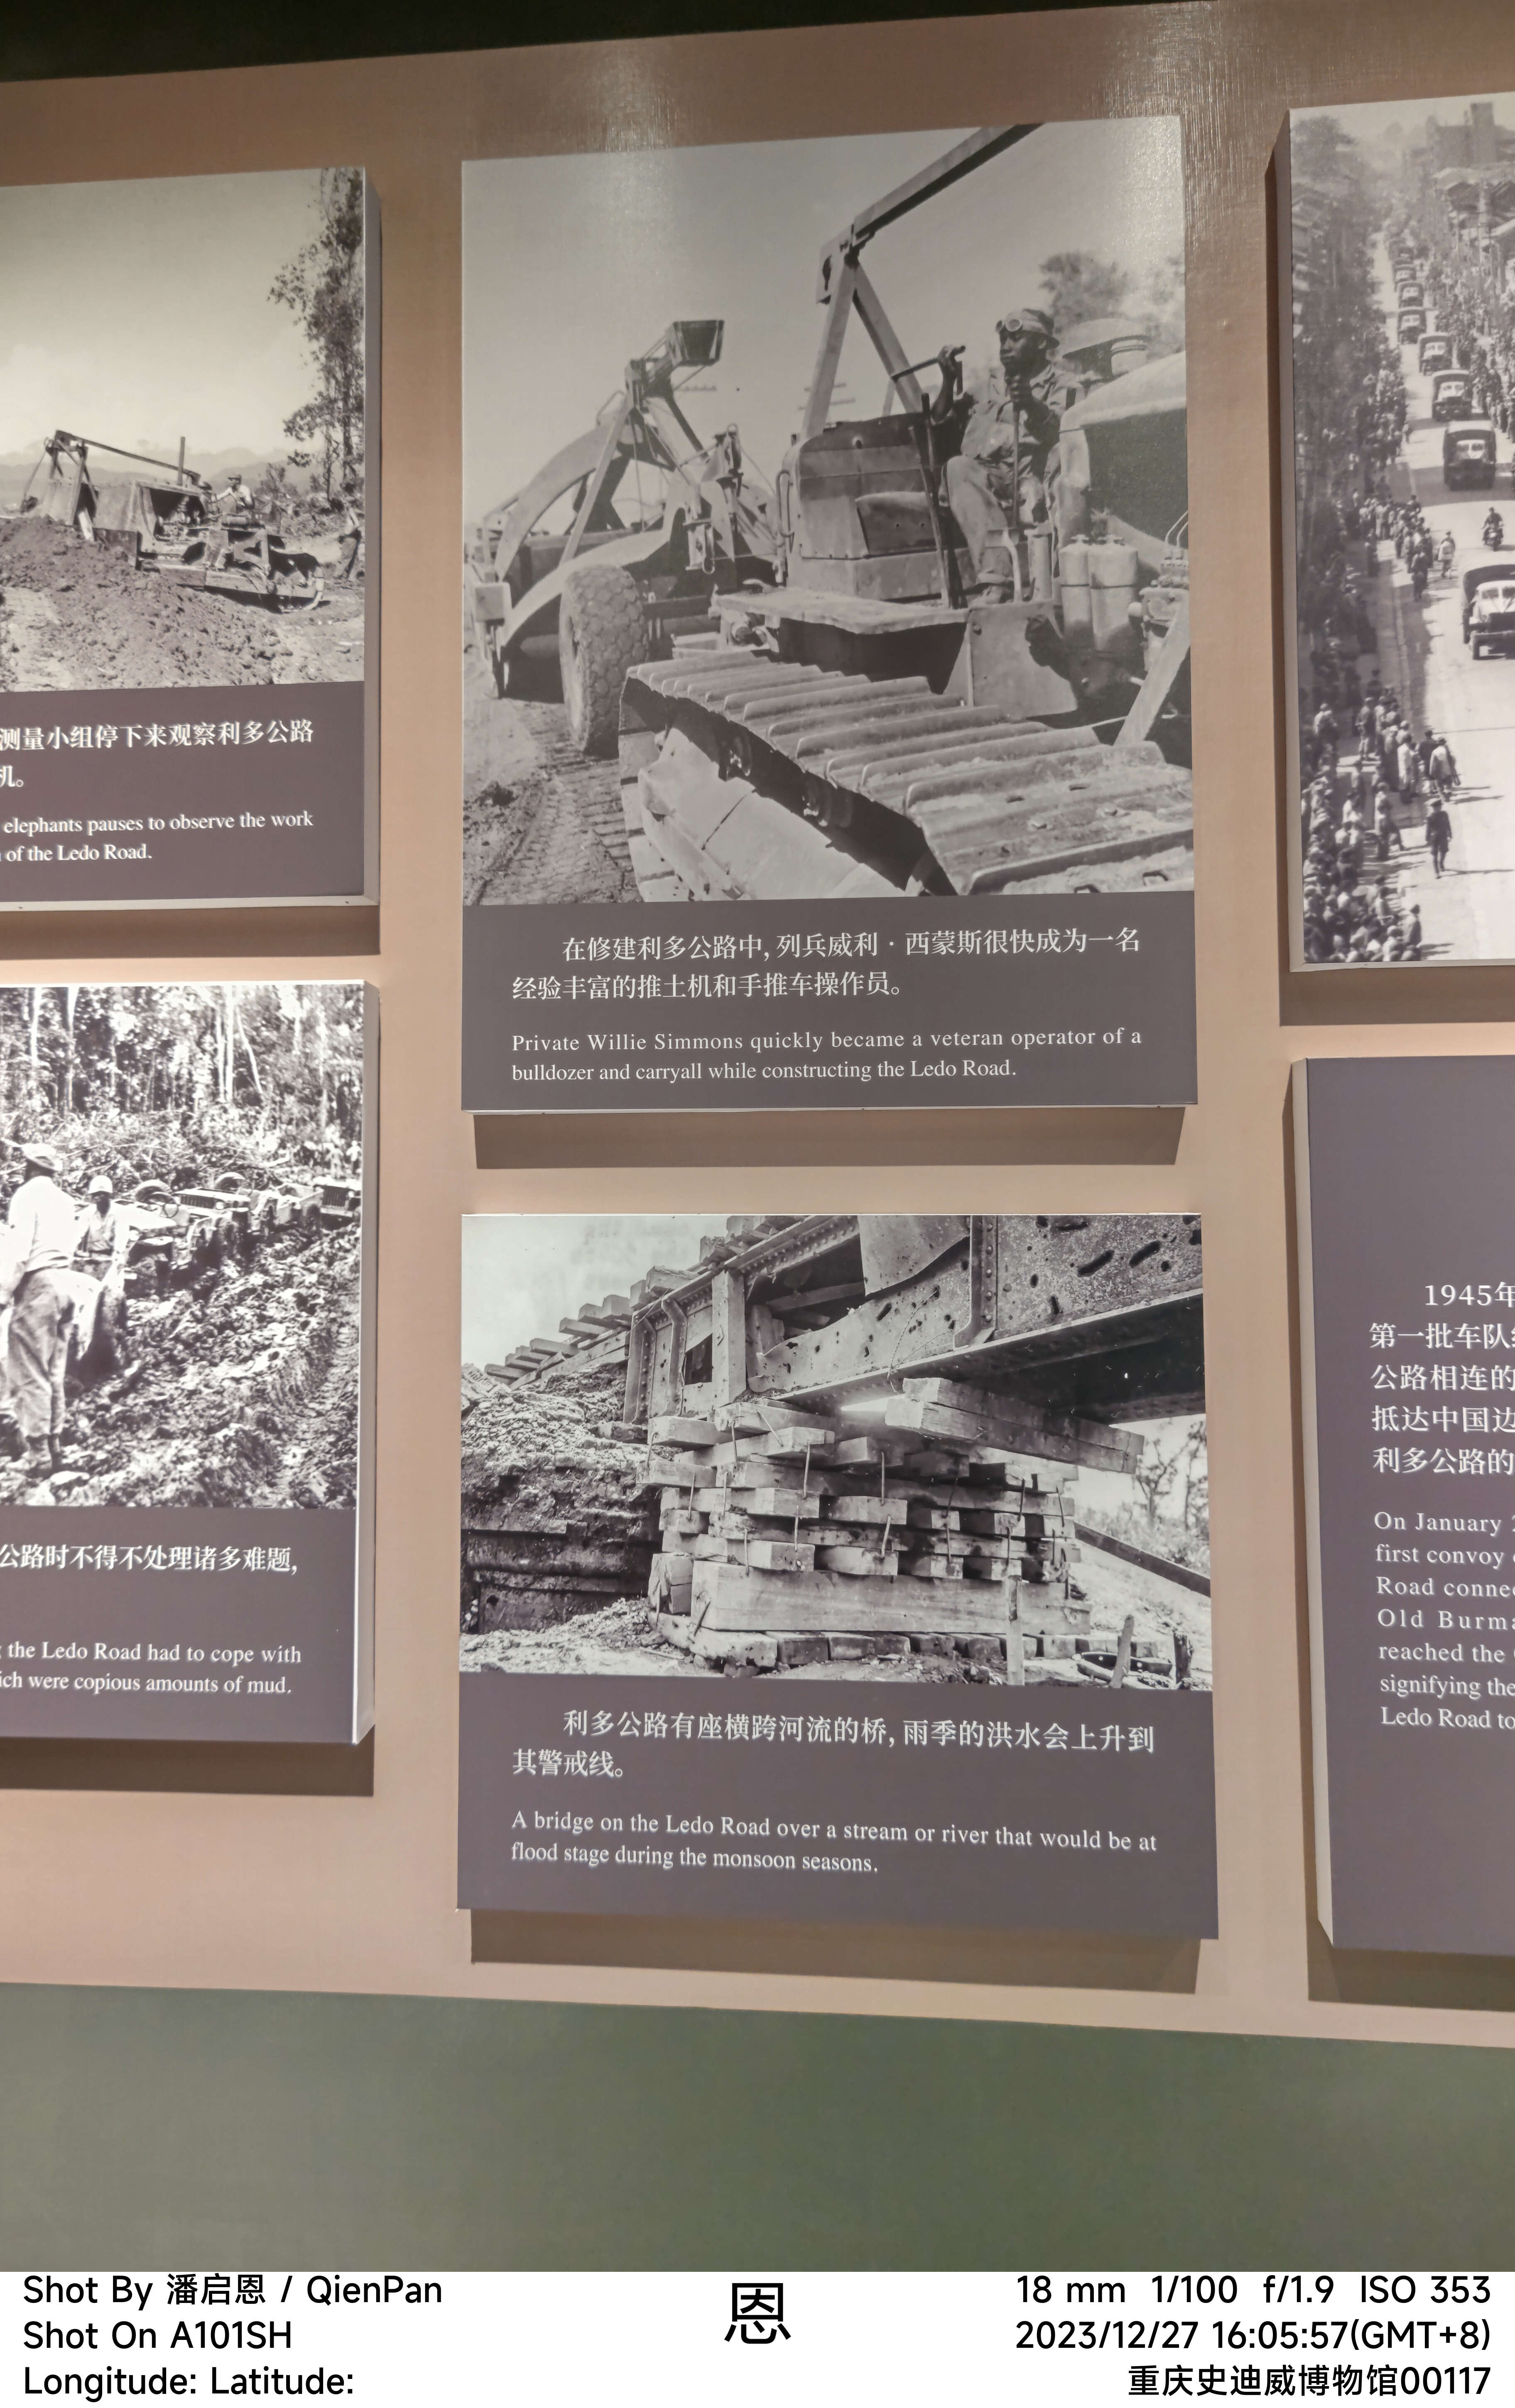 测量小组停下来观察利多公路
机。
elephants pauses to observe the work
of the Ledo Road.
公路时不得不处理诸多难题,
the Ledo Road had to cope with
ich were copious amounts of mud.
在修建利多公路中, 列兵威利·西蒙斯很快成为一名
经验丰富的推土机和手推车操作员。
Private Willie Simmons quickly became a veteran operator of a
bulldozer and carryall while constructing the Ledo Road.
利多公路有座横跨河流的桥, 雨季的洪水会上升到
其警戒线。
A bridge on the Ledo Road over a stream or river that would be at
flood stage during the monsoon seasons.
1945年
第一批车队
公路相连的
抵达中国边
利多公路的
On January 2
first convoy
Road conne
Old Burma
reached the
signifying the
Ledo Road to
Shot By 潘启恩 / QienPan
Shot On A101SH
Longitude: Latitude:
恩
18 mm 1/100 f/1.9 ISO 353
2023/12/27 16:05:57(GMT+8)
重庆史迪威博物馆00117